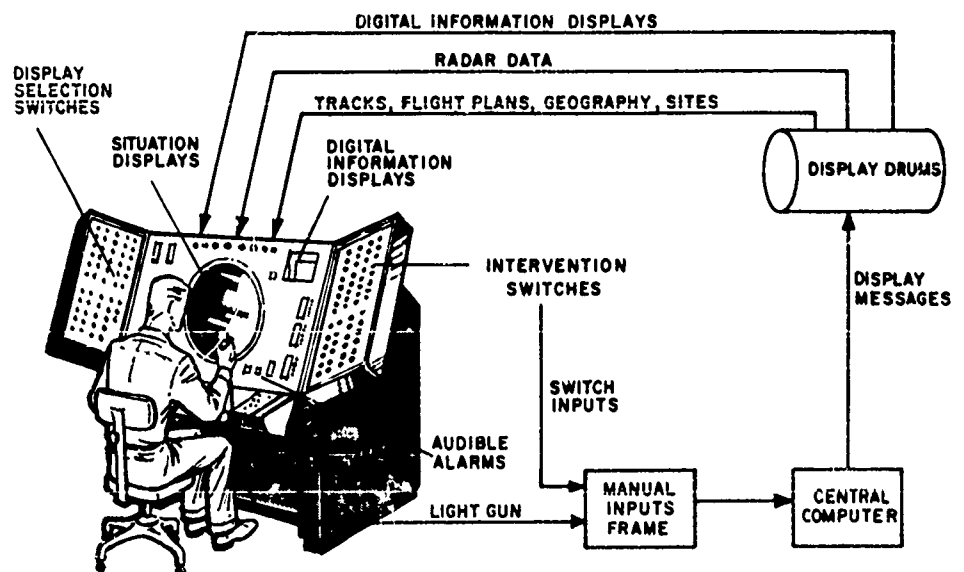 DIGITAL INFORMATION DISPLAYS
RADAR DATA
TRACKS, FLIGHT PLANS, GEOGRAPHY, SITES
DISPLAY
SELECTION
SWITCHES
SITUATION
DISPLAYS
DIGITAL
INFORMATION
DISPLAYS
DISPLAY DRUMS
INTERVENTION
SWITCHES
DISPLAY
MESSAGES
SWITCH
INPUTS
AUDIBLE
ALARMS
LIGHT GUN
MANUAL
INPUTS
FRAME
CENTRAL
COMPUTER